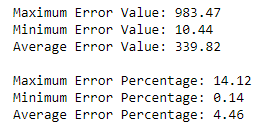 Maximum Error Value: 983.47
Minimum Error Value: 10.44
Average Error Value: 339.82
Maximum Error Percentage: 14.12
Minimum Error Percentage: 0.14
Average Error Percentage: 4.46